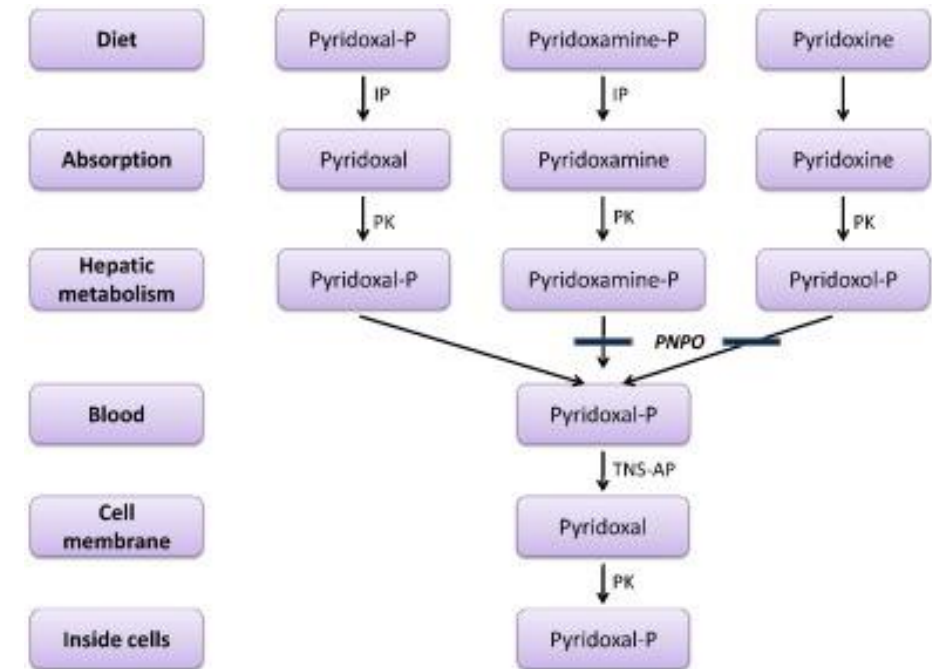 Diet
Pyridoxal-P
Pyridoxamine-P
Pyridoxine
IP
IP
Absorption
Pyridoxal
Pyridoxamine
Pyridoxine
PK
PK
PK
Hepatic
metabolism
Pyridoxal-P
Pyridoxamine-P
Pyridoxol-P
PNPO
Blood
Pyridoxal-P
TNS-AP
Cell
membrane
Pyridoxal
PK
Inside cells
Pyridoxal-P